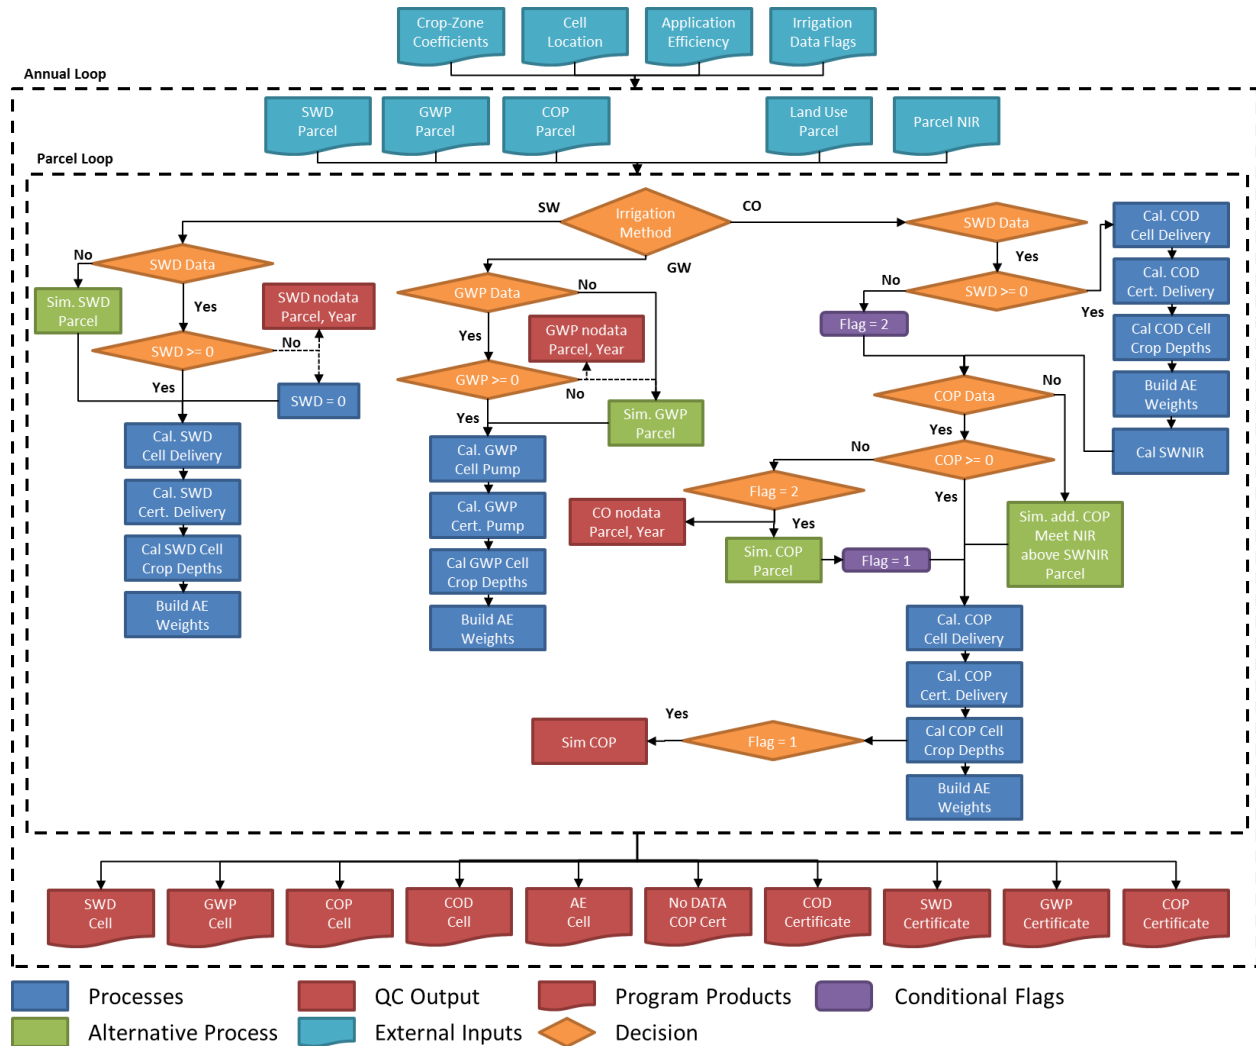 Crop-Zone
Coefficients
Cell
Location
Application
Efficiency
Irrigation
Data Flags
Annual Loop
SWD
Parcel
GWP
Parcel
COP
Parcel
Land Use
Parcel
Parcel NIR
Parcel Loop
SW
Irrigation
Method
CO
GW
SWD Data
No
Yes
Sim. SWD
Parcel
SWD nodata
Parcel, Year
SWD >= 0
No
Yes
SWD = 0
Cal. SWD
Cell Delivery
Cal. SWD
Cert. Delivery
Cal SWD Cell
Crop Depths
Build AE
Weights
GWP Data
No
Yes
GWP nodata
Parcel, Year
GWP >= 0
No
Yes
Sim. GWP
Parcel
Cal. GWP
Cell Pump
Cal. GWP
Cert. Pump
Cal GWP Cell
Crop Depths
Build AE
Weights
SWD Data
Yes
SWD >= 0
No
Yes
Flag = 2
Cal. COD
Cell Delivery
Cal. COD
Cert. Delivery
Cal COD Cell
Crop Depths
Build AE
Weights
Cal SWNIR
COP Data
No
Yes
COP >= 0
No
Yes
Flag = 2
Yes
CO nodata
Parcel, Year
Sim. COP
Parcel
Flag = 1
Sim. add. COP
Meet NIR
above SWNIR
Parcel
Cal. COP
Cell Delivery
Cal. COP
Cert. Delivery
Cal COP Cell
Crop Depths
Flag = 1
Yes
Sim COP
Build AE
Weights
SWD
Cell
GWP
Cell
COP
Cell
COD
Cell
AE
Cell
No DATA
COP Cert
COD
Certificate
SWD
Certificate
GWP
Certificate
COP
Certificate
Processes
QC Output
Program Products
Conditional Flags
Alternative Process
External Inputs
Decision